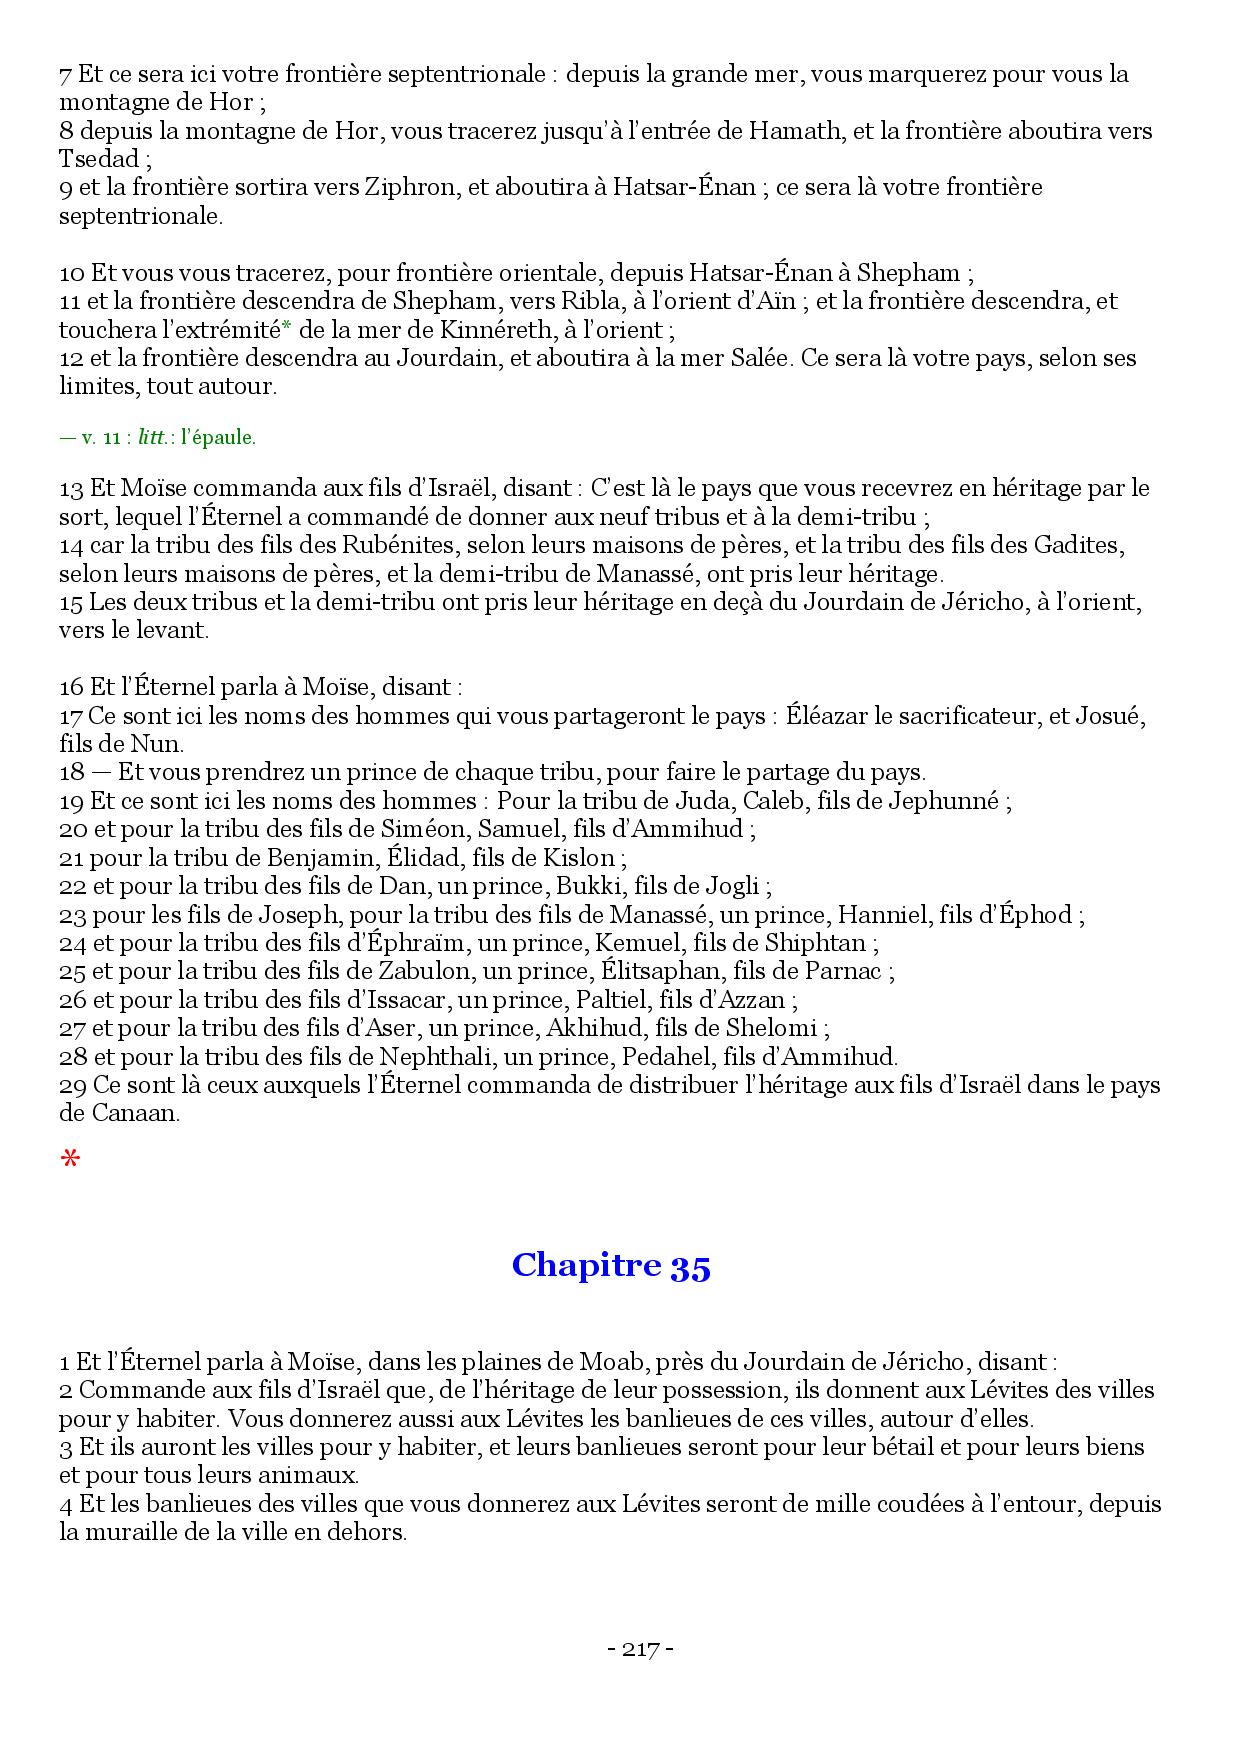 7 Et ce sera ici votre frontière septentrionale : depuis la grande mer, vous marquerez pour vous la
montagne de Hor ;
8 depuis la montagne de Hor, vous tracerez jusqu’à l’entrée de Hamath, et la frontière aboutira vers
Tsedad ;
9 et la frontière sortira vers Ziphron, et aboutira à Hatsar-Énan ; ce sera là votre frontière
septentrionale.
10 Et vous vous tracerez, pour frontière orientale, depuis Hatsar-Énan à Shepham ;
11 et la frontière descendra de Shepham, vers Ribla, à l’orient d’Aïn ; et la frontière descendra, et
touchera l’extrémité* de la mer de Kinnéreth, à l’orient ;
12 et la frontière descendra au Jourdain, et aboutira à la mer Salée. Ce sera là votre pays, selon ses
limites, tout autour.
— v. 11 : litt.: l’épaule.
13 Et Moïse commanda aux fils d’Israël, disant : C’est là le pays que vous recevrez en héritage par le
sort, lequel l’Éternel a commandé de donner aux neuf tribus et à la demi-tribu ;
14 car la tribu des fils des Rubénites, selon leurs maisons de pères, et la tribu des fils des Gadites,
selon leurs maisons de pères, et la demi-tribu de Manassé, ont pris leur héritage.
15 Les deux tribus et la demi-tribu ont pris leur héritage en deçà du Jourdain de Jéricho, à l’orient,
vers le levant.
16 Et l’Éternel parla à Moïse, disant :
17 Ce sont ici les noms des hommes qui vous partageront le pays : Éléazar le sacrificateur, et Josué,
fils de Nun.
18 — Et vous prendrez un prince de chaque tribu, pour faire le partage du pays.
19 Et ce sont ici les noms des hommes : Pour la tribu de Juda, Caleb, fils de Jephunné ;
20 et pour la tribu des fils de Siméon, Samuel, fils d’Ammihud ;
21 pour la tribu de Benjamin, Élidad, fils de Kislon ;
22 et pour la tribu des fils de Dan, un prince, Bukki, fils de Jogli ;
23 pour les fils de Joseph, pour la tribu des fils de Manassé, un prince, Hanniel, fils d’Éphod ;
24 et pour la tribu des fils d’Éphraïm, un prince, Kemuel, fils de Shiphtan ;
25 et pour la tribu des fils de Zabulon, un prince, Élitsaphan, fils de Parnac ;
26 et pour la tribu des fils d’Issacar, un prince, Paltiel, fils d’Azzan ;
27 et pour la tribu des fils d’Aser, un prince, Akhihud, fils de Shelomi ;
28 et pour la tribu des fils de Nephthali, un prince, Pedahel, fils d’Ammihud.
29 Ce sont là ceux auxquels l’Éternel commanda de distribuer l’héritage aux fils d’Israël dans le pays
de Canaan.
*
Chapitre 35
1 Et l’Éternel parla à Moïse, dans les plaines de Moab, près du Jourdain de Jéricho, disant :
2 Commande aux fils d’Israël que, de l’héritage de leur possession, ils donnent aux Lévites des villes
pour y habiter. Vous donnerez aussi aux Lévites les banlieues de ces villes, autour d’elles.
3 Et ils auront les villes pour y habiter, et leurs banlieues seront pour leur bétail et pour leurs biens
et pour tous leurs animaux.
4 Et les banlieues des villes que vous donnerez aux Lévites seront de mille coudées à l’entour, depuis
la muraille de la ville en dehors.
- 217 -